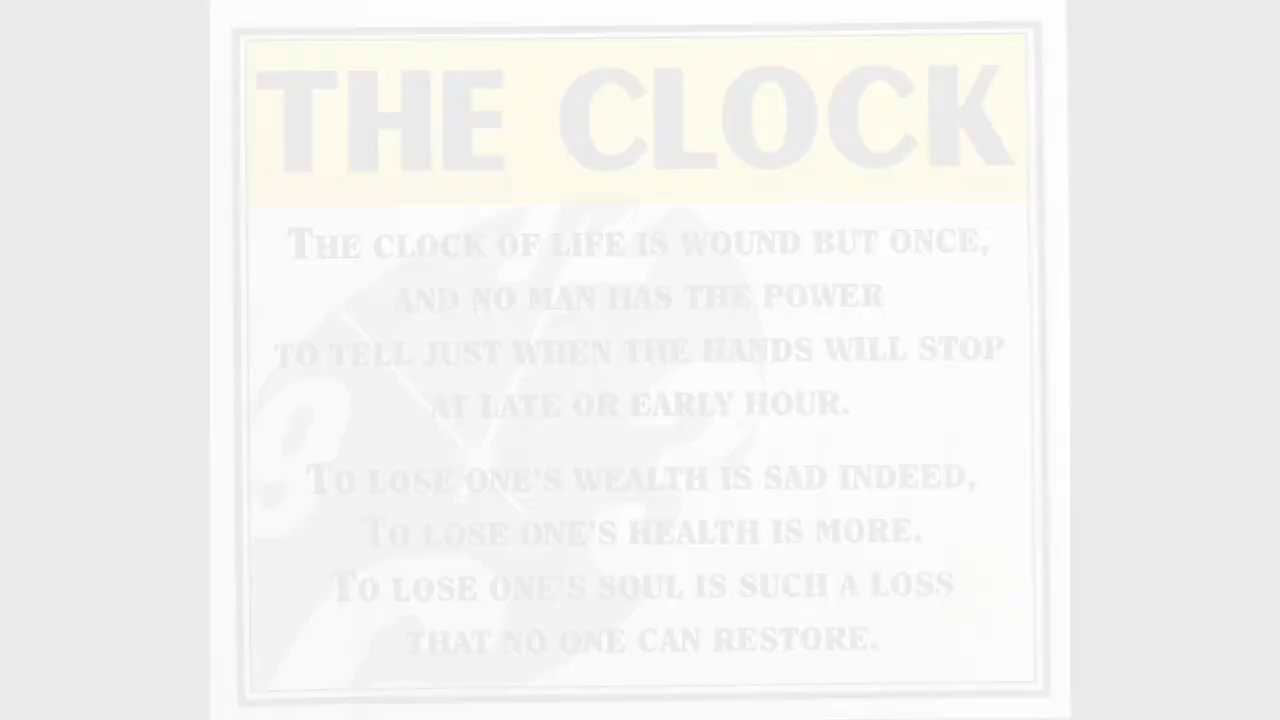 THE CLOCK
THE CLOCK OF LIFE IS WOUND BUT ONCE,
AND NO MAN HAS THE POWER
TO TELL JUST WHEN THE HANDS WILL STOP
AT LATE OR EARLY HOUR.
TO LOSE ONE'S WEALTH IS SAD INDEED,
TO LOSE ONE'S HEALTH IS MORE.
TO LOSE ONE'S SOUL IS SUCH A LOSS
THAT NO ONE CAN RESTORE.